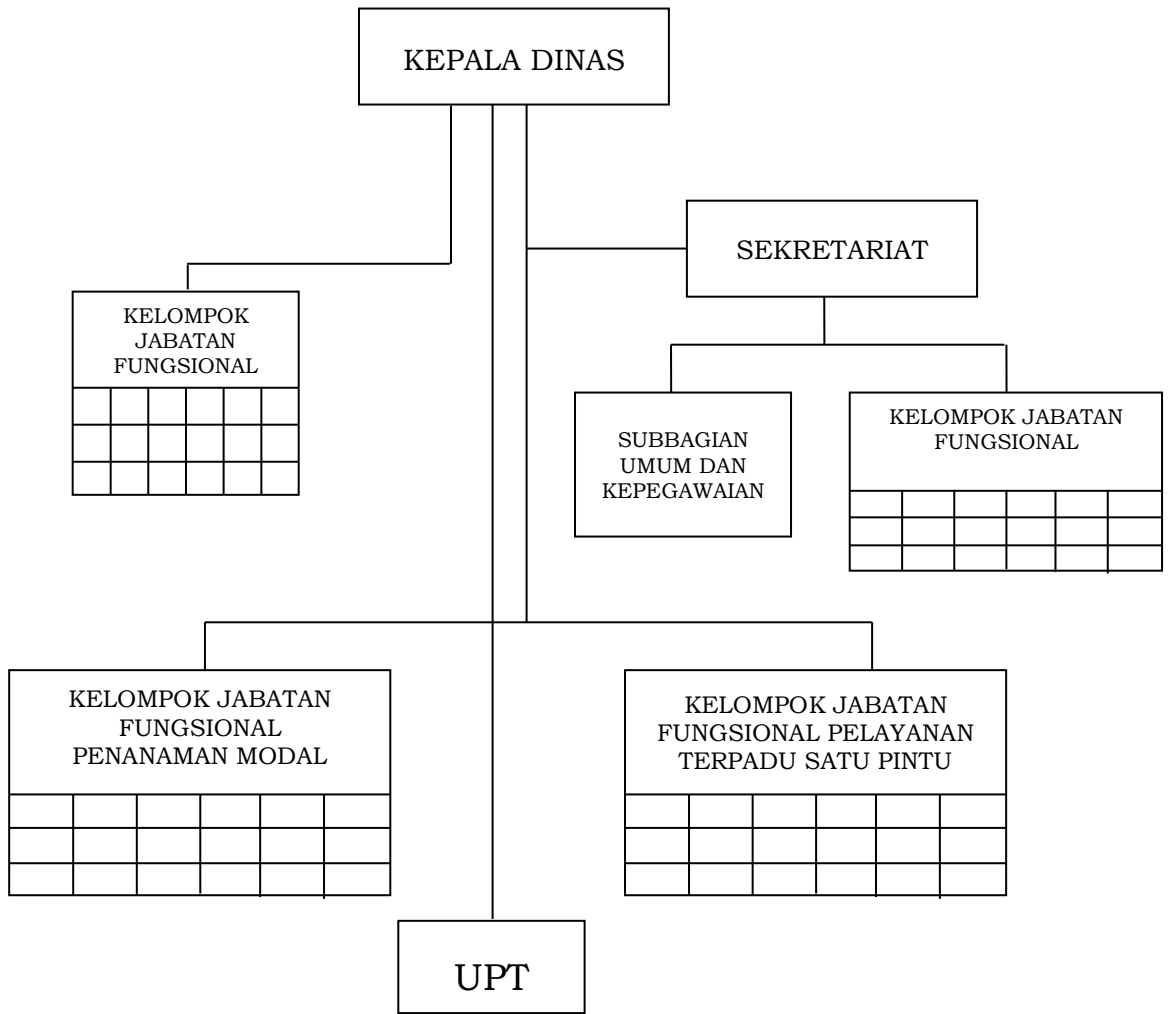 KEPALA DINAS
SEKRETARIAT
KELOMPOK
JABATAN
FUNGSIONAL
SUBBAGIAN
UMUM DAN
KEPEGAWAIAN
KELOMPOK JABATAN
FUNGSIONAL
KELOMPOK JABATAN
FUNGSIONAL
PENANAMAN MODAL
KELOMPOK JABATAN
FUNGSIONAL PELAYANAN
TERPADU SATU PINTU
UPT